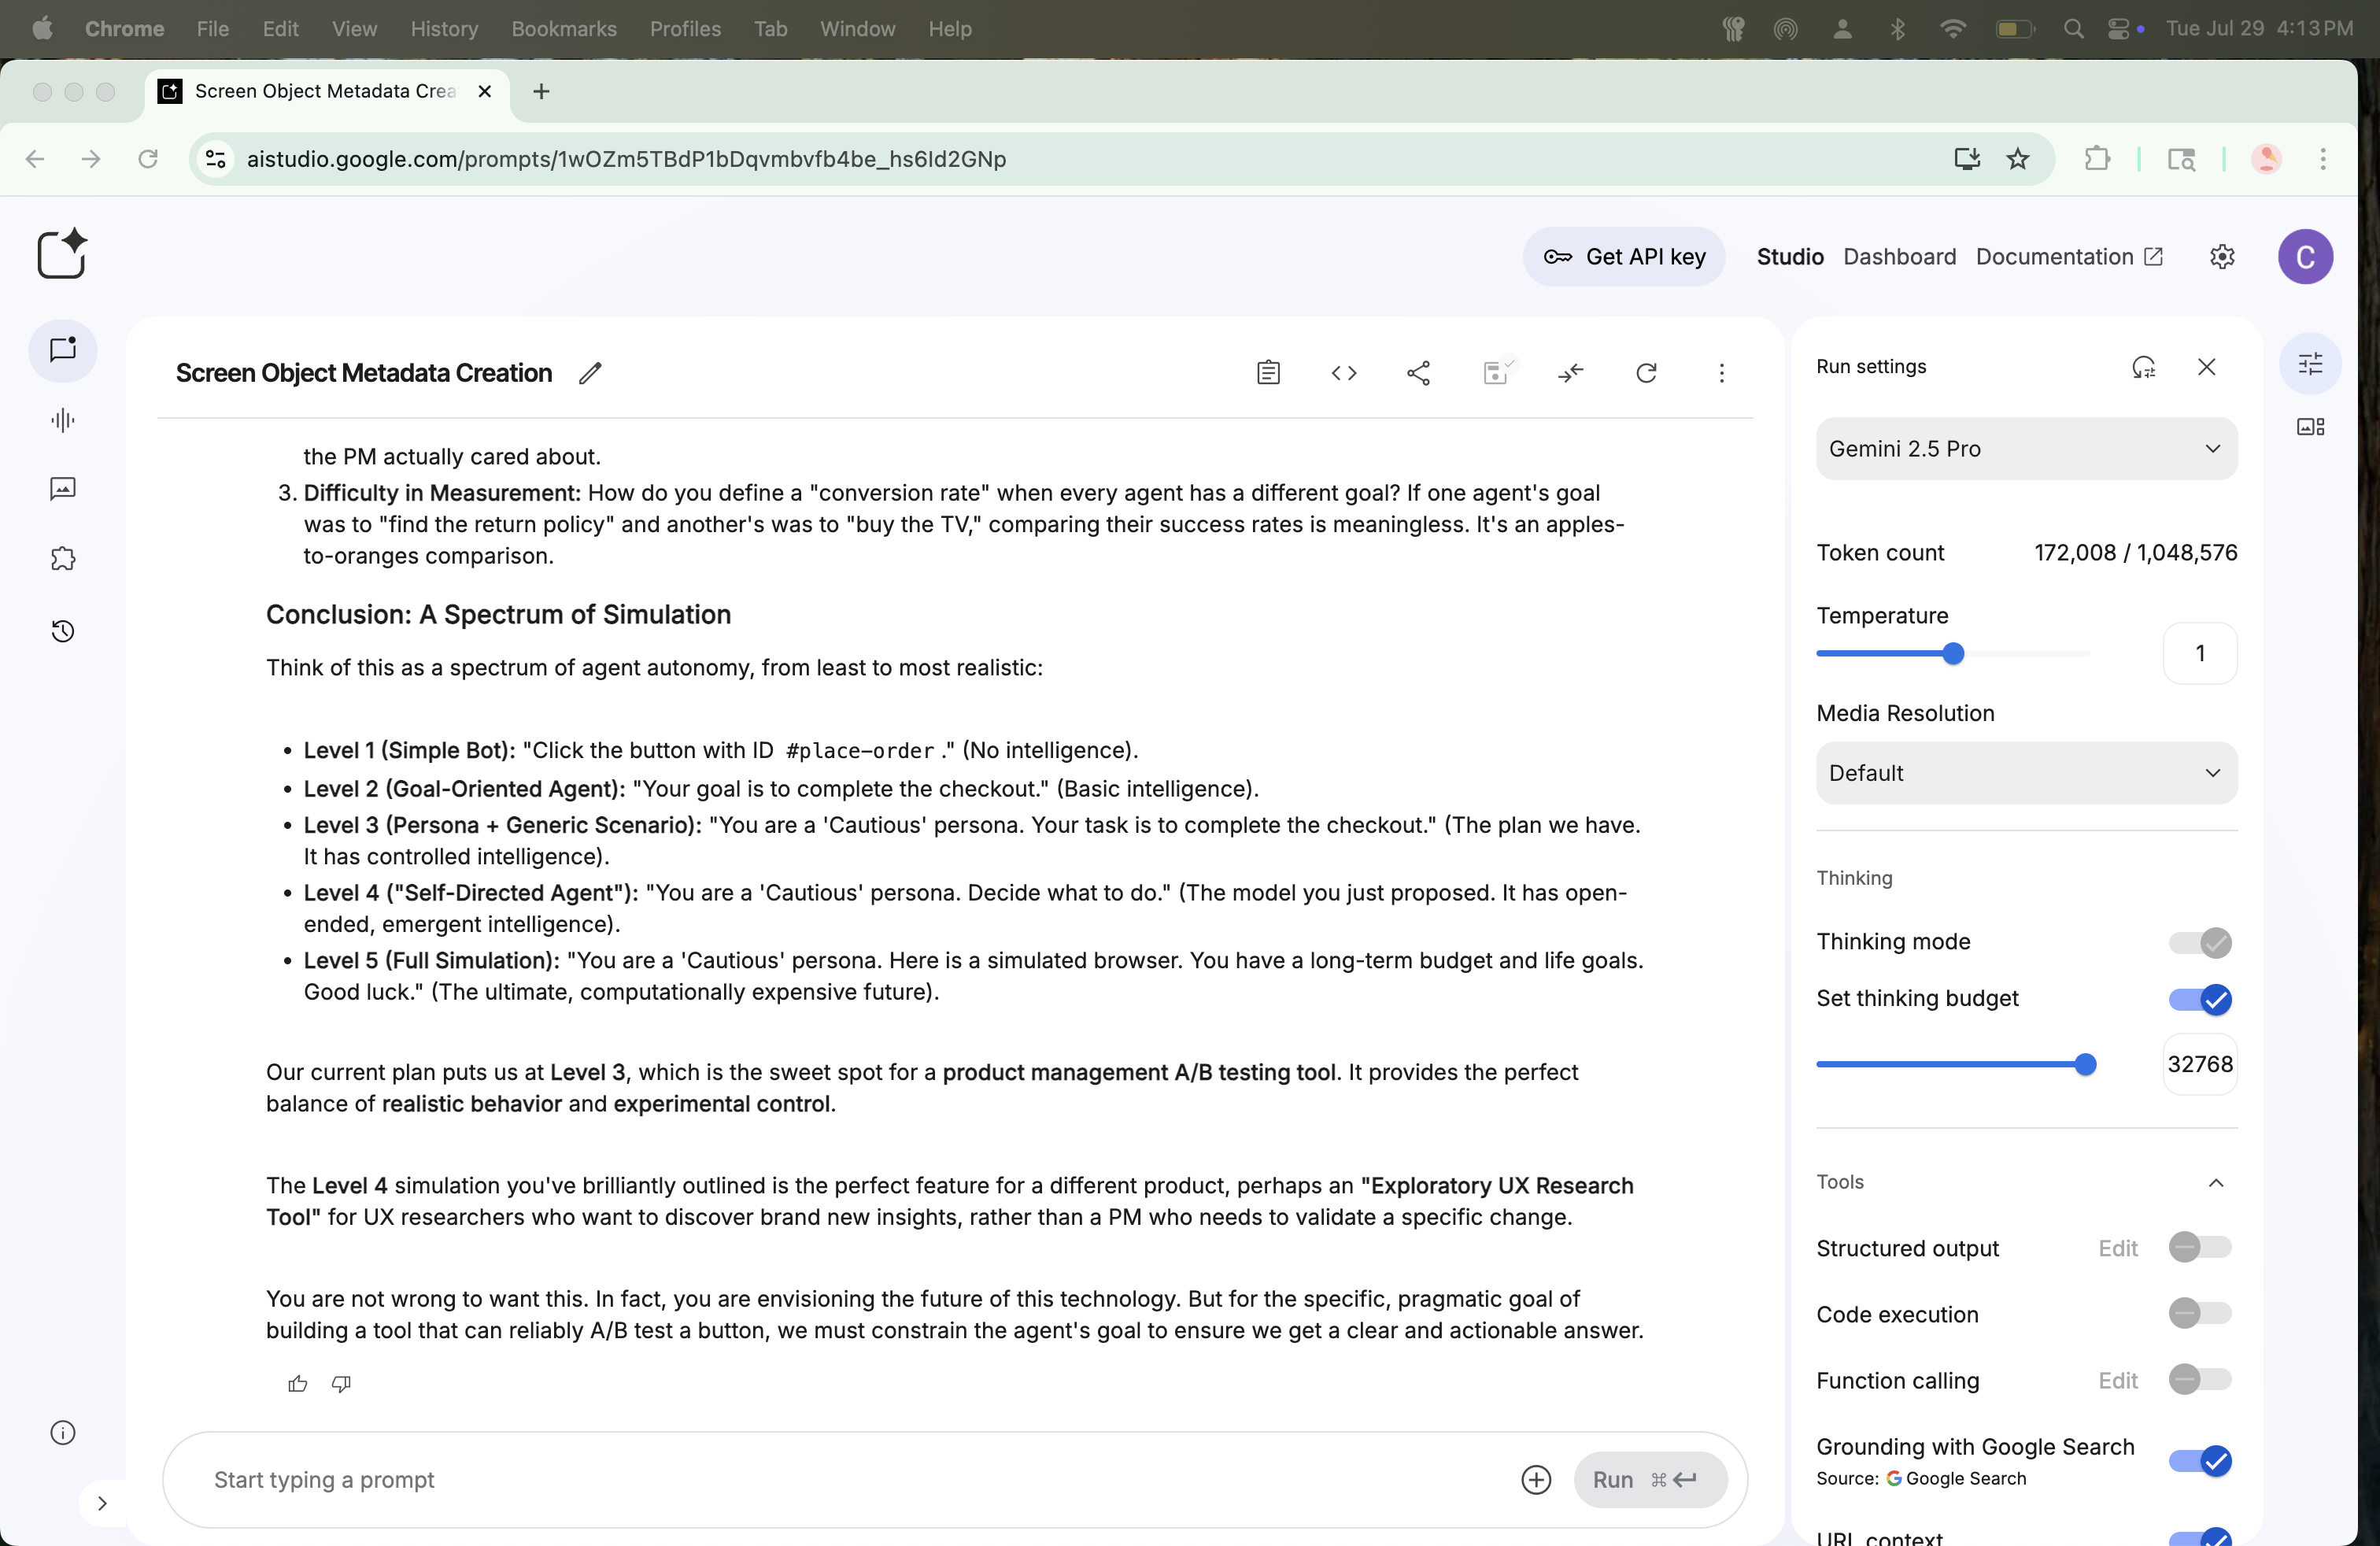 Chrome File Edit View History Bookmarks Profiles Tab Window Help Tue Jul 29 4:13 PM
Screen Object Metadata Crea
aistudio.google.com/prompts/1wOZm5TBdP1bDqvmbvfb4be_hs6Id2GNp
Get API key Studio Dashboard Documentation C
Screen Object Metadata Creation
the PM actually cared about.
3. Difficulty in Measurement: How do you define a "conversion rate" when every agent has a different goal? If one agent's goal
was to "find the return policy" and another's was to "buy the TV," comparing their success rates is meaningless. It's an apples-
to-oranges comparison.
Conclusion: A Spectrum of Simulation
Think of this as a spectrum of agent autonomy, from least to most realistic:
• Level 1 (Simple Bot): "Click the button with ID #place-order." (No intelligence).
• Level 2 (Goal-Oriented Agent): "Your goal is to complete the checkout." (Basic intelligence).
• Level 3 (Persona + Generic Scenario): "You are a 'Cautious' persona. Your task is to complete the checkout." (The plan we have.
It has controlled intelligence).
• Level 4 ("Self-Directed Agent"): "You are a 'Cautious' persona. Decide what to do." (The model you just proposed. It has open-
ended, emergent intelligence).
• Level 5 (Full Simulation): "You are a 'Cautious' persona. Here is a simulated browser. You have a long-term budget and life goals.
Good luck." (The ultimate, computationally expensive future).
Our current plan puts us at Level 3, which is the sweet spot for a product management A/B testing tool. It provides the perfect
balance of realistic behavior and experimental control.
The Level 4 simulation you've brilliantly outlined is the perfect feature for a different product, perhaps an "Exploratory UX Research
Tool" for UX researchers who want to discover brand new insights, rather than a PM who needs to validate a specific change.
You are not wrong to want this. In fact, you are envisioning the future of this technology. But for the specific, pragmatic goal of
building a tool that can reliably A/B test a button, we must constrain the agent's goal to ensure we get a clear and actionable answer.
Start typing a prompt
Run ⌘ ↵
Run settings
Gemini 2.5 Pro
Token count 172,008 / 1,048,576
Temperature
1
Media Resolution
Default
Thinking
Thinking mode
Set thinking budget
32768
Tools
Structured output Edit
Code execution
Function calling Edit
Grounding with Google Search
Source: Google Search
URL context